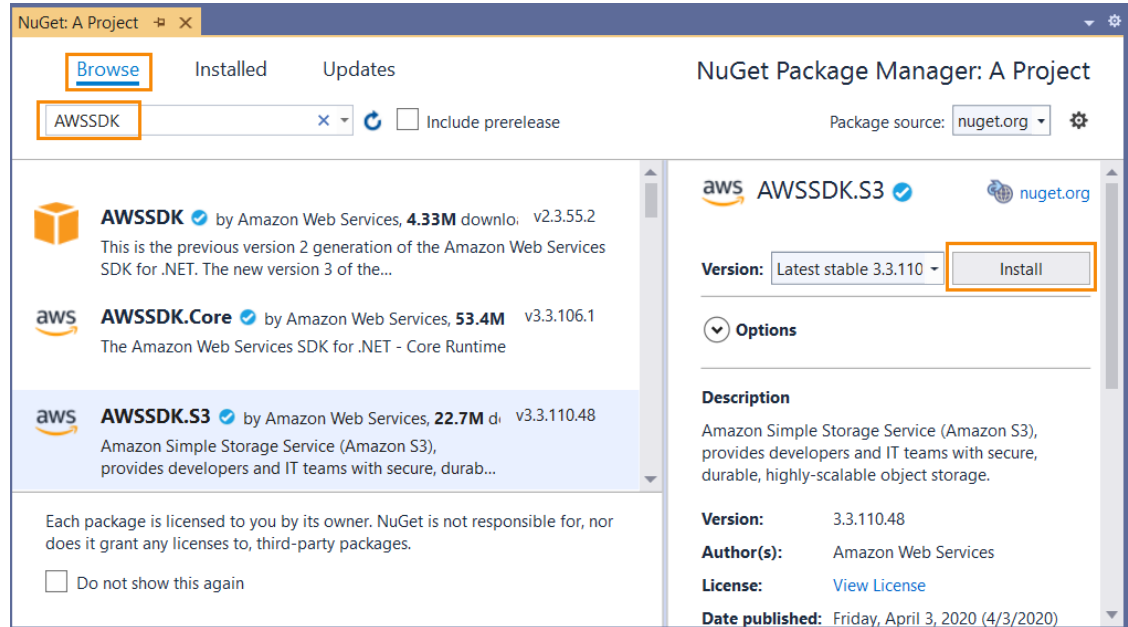 NuGet: A Project
Browse Installed Updates
NuGet Package Manager: A Project
AWSSDK
Include prerelease
Package source: nuget.org
AWSSDK by Amazon Web Services, 4.33M downlo v2.3.55.2
This is the previous version 2 generation of the Amazon Web Services
SDK for .NET. The new version 3 of the...
aws AWSSDK.Core by Amazon Web Services, 53.4M v3.3.106.1
The Amazon Web Services SDK for .NET - Core Runtime
aws AWSSDK.S3 by Amazon Web Services, 22.7M d v3.3.110.48
Amazon Simple Storage Service (Amazon S3),
provides developers and IT teams with secure, durab...
Each package is licensed to you by its owner. NuGet is not responsible for, nor
does it grant any licenses to, third-party packages.
Do not show this again
aws AWSSDK.S3 nuget.org
Version: Latest stable 3.3.110 Install
Options
Description
Amazon Simple Storage Service (Amazon S3),
provides developers and IT teams with secure,
durable, highly-scalable object storage.
Version: 3.3.110.48
Author(s): Amazon Web Services
License: View License
Date published: Friday, April 3, 2020 (4/3/2020)